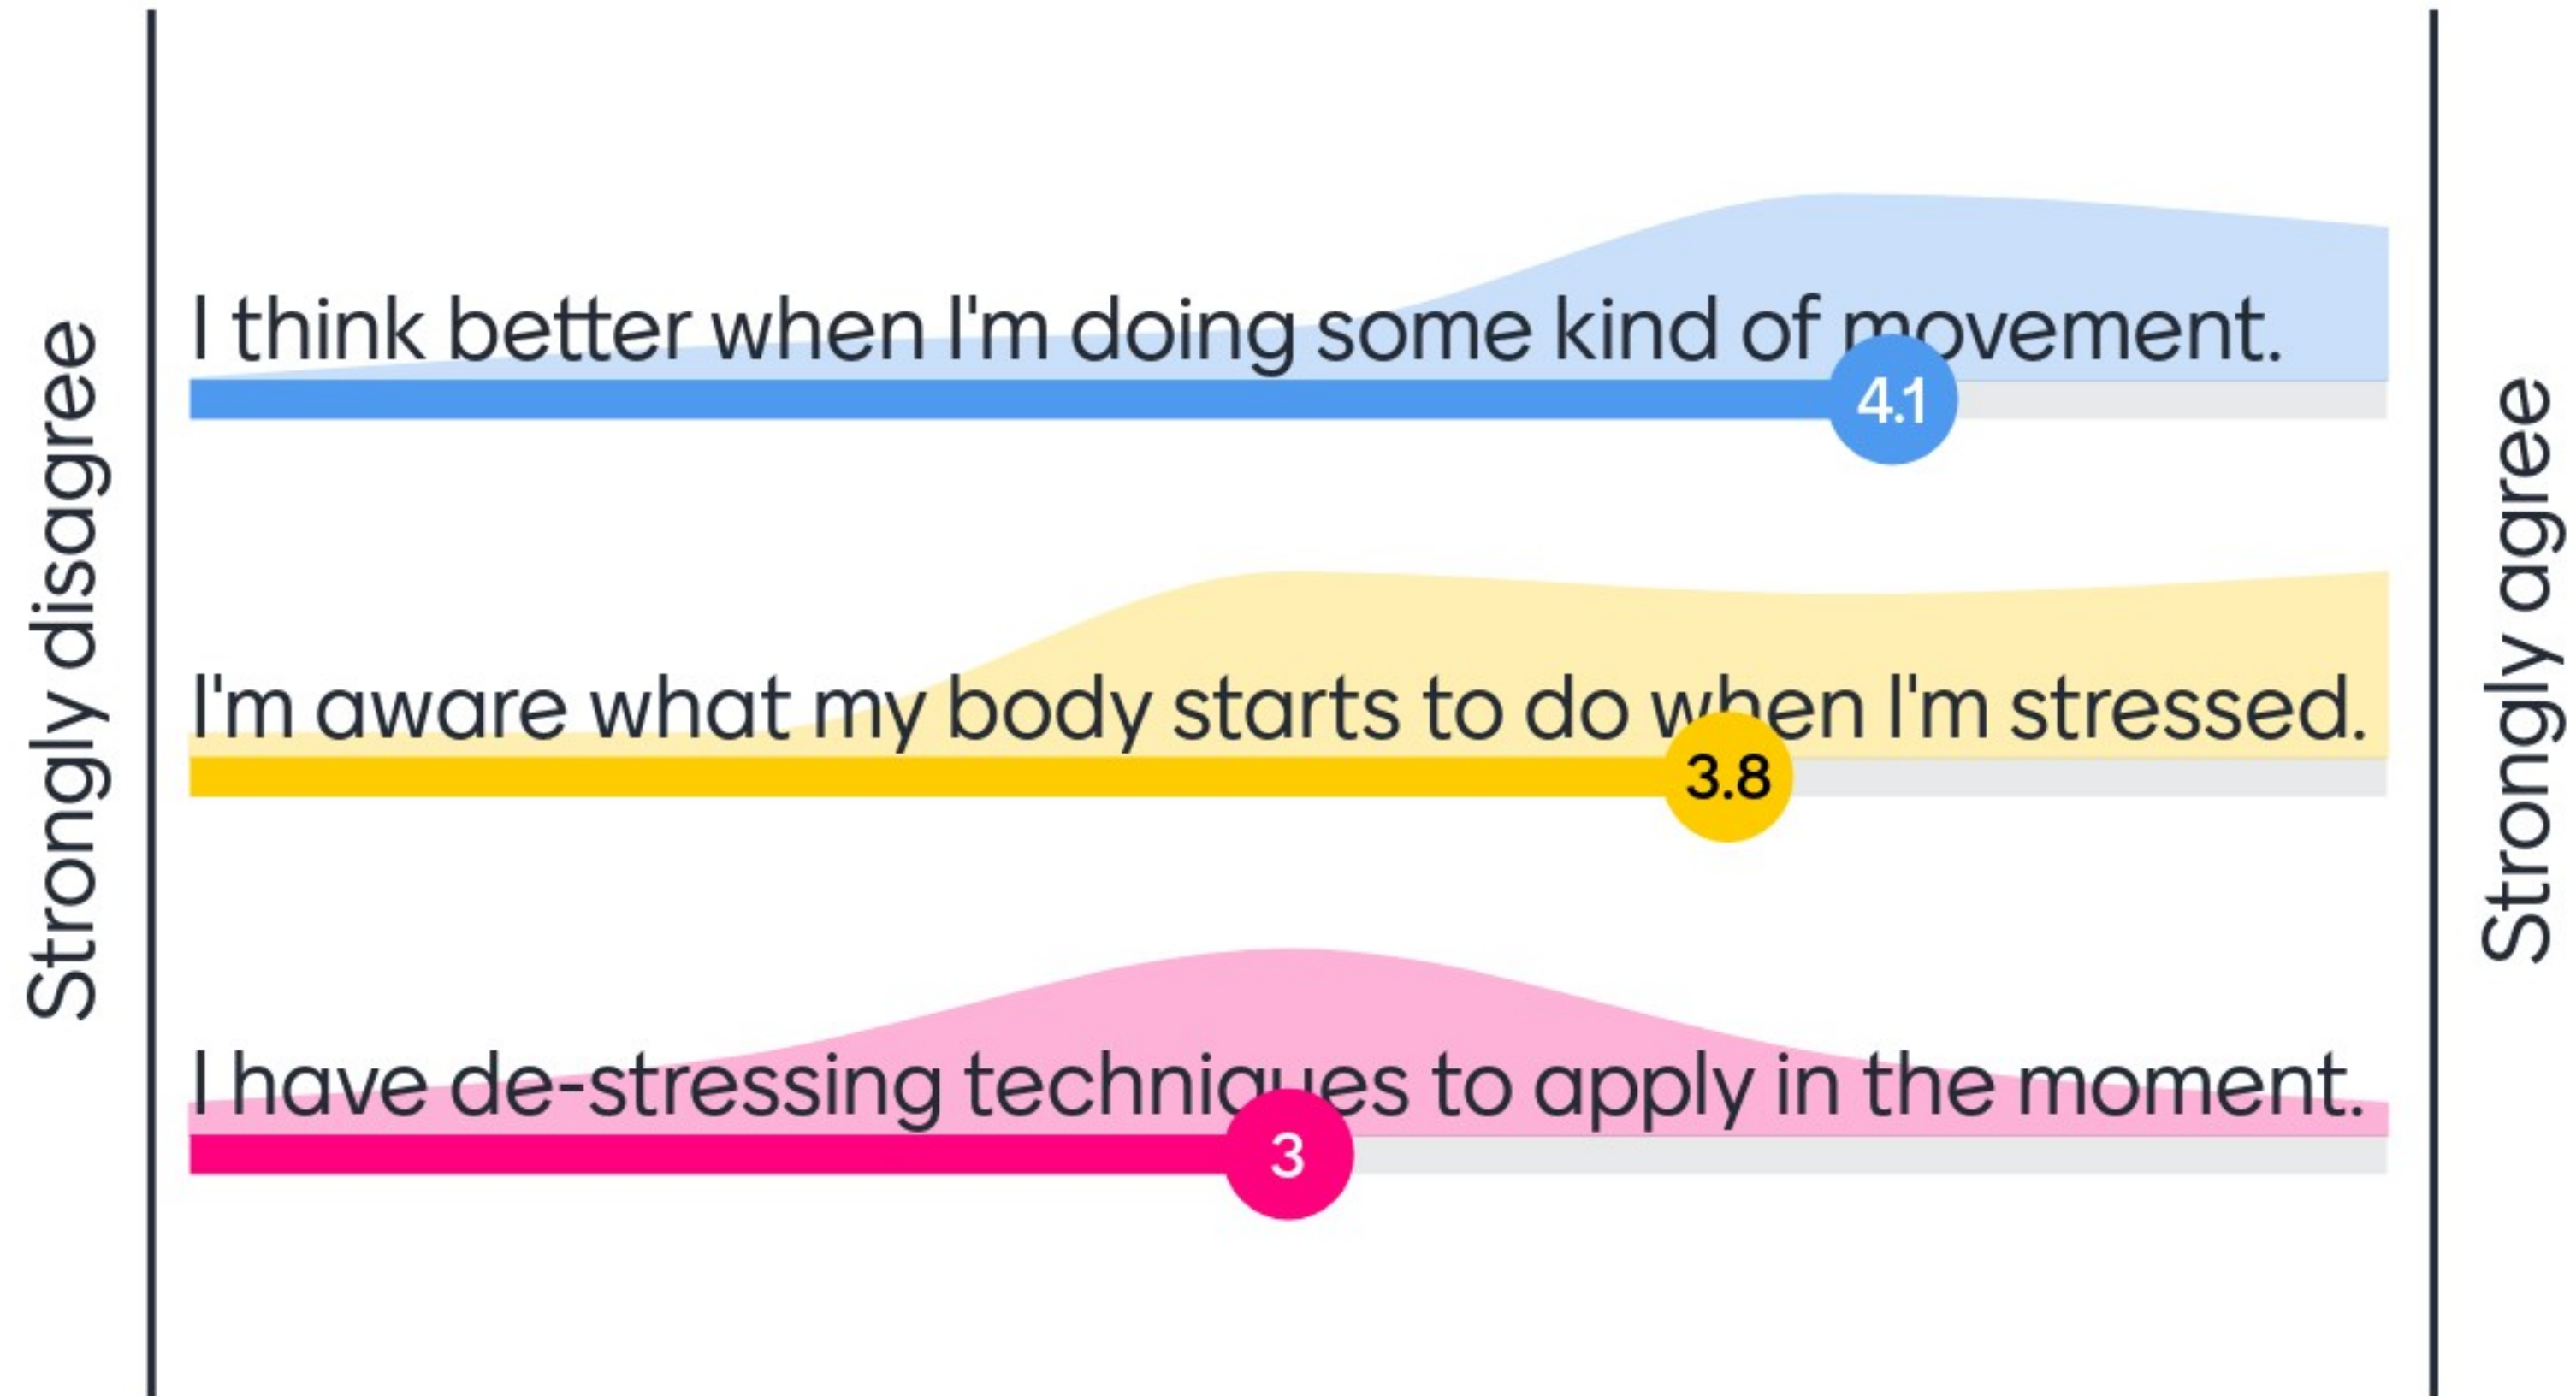 Strongly disagree
I think better when I'm doing some kind of movement.
4.1
I'm aware what my body starts to do when I'm stressed.
3.8
I have de-stressing techniques to apply in the moment.
3
Strongly agree